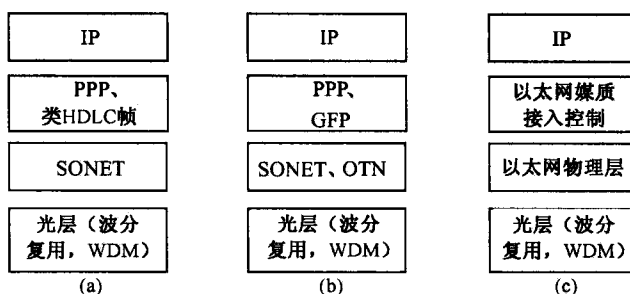 IP
PPP、
类HDLC帧
SONET
光层（波分
复用，WDM）
(a)
IP
PPP、
GFP
SONET、OTN
光层（波分
复用，WDM）
(b)
IP
以太网媒质
接入控制
以太网物理层
光层（波分
复用，WDM）
(c)